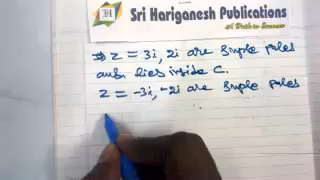 Sri Hariganesh Publications
A Path to Success
⇒ z = 3i, 2i are simple poles
and lies inside C.
z = -3i, -2i are simple poles